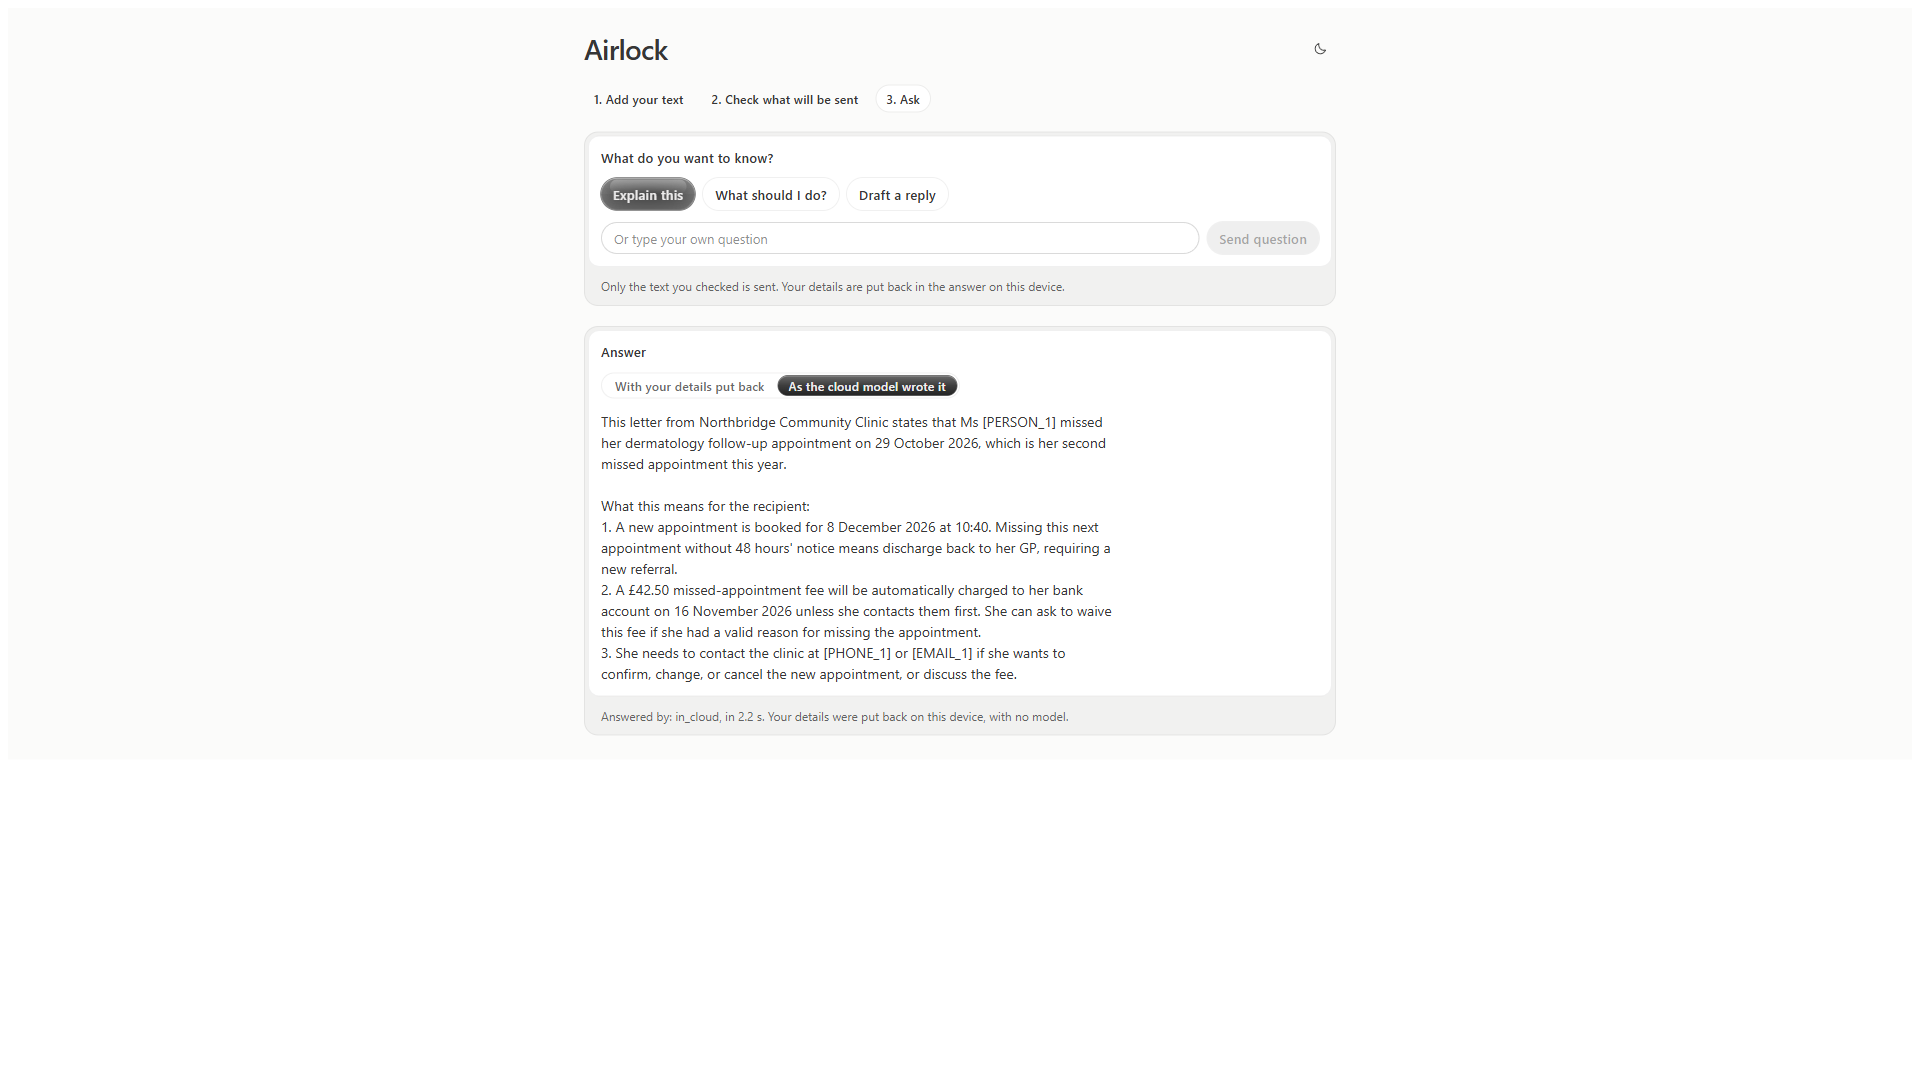 Airlock
1. Add your text
2. Check what will be sent
3. Ask
What do you want to know?
Explain this
What should I do?
Draft a reply
Or type your own question
Send question
Only the text you checked is sent. Your details are put back in the answer on this device.
Answer
With your details put back
As the cloud model wrote it
This letter from Northbridge Community Clinic states that Ms [PERSON_1] missed
her dermatology follow-up appointment on 29 October 2026, which is her second
missed appointment this year.
What this means for the recipient:
1. A new appointment is booked for 8 December 2026 at 10:40. Missing this next
appointment without 48 hours' notice means discharge back to her GP, requiring a
new referral.
2. A £42.50 missed-appointment fee will be automatically charged to her bank
account on 16 November 2026 unless she contacts them first. She can ask to waive
this fee if she had a valid reason for missing the appointment.
3. She needs to contact the clinic at [PHONE_1] or [EMAIL_1] if she wants to
confirm, change, or cancel the new appointment, or discuss the fee.
Answered by: in_cloud, in 2.2 s. Your details were put back on this device, with no model.